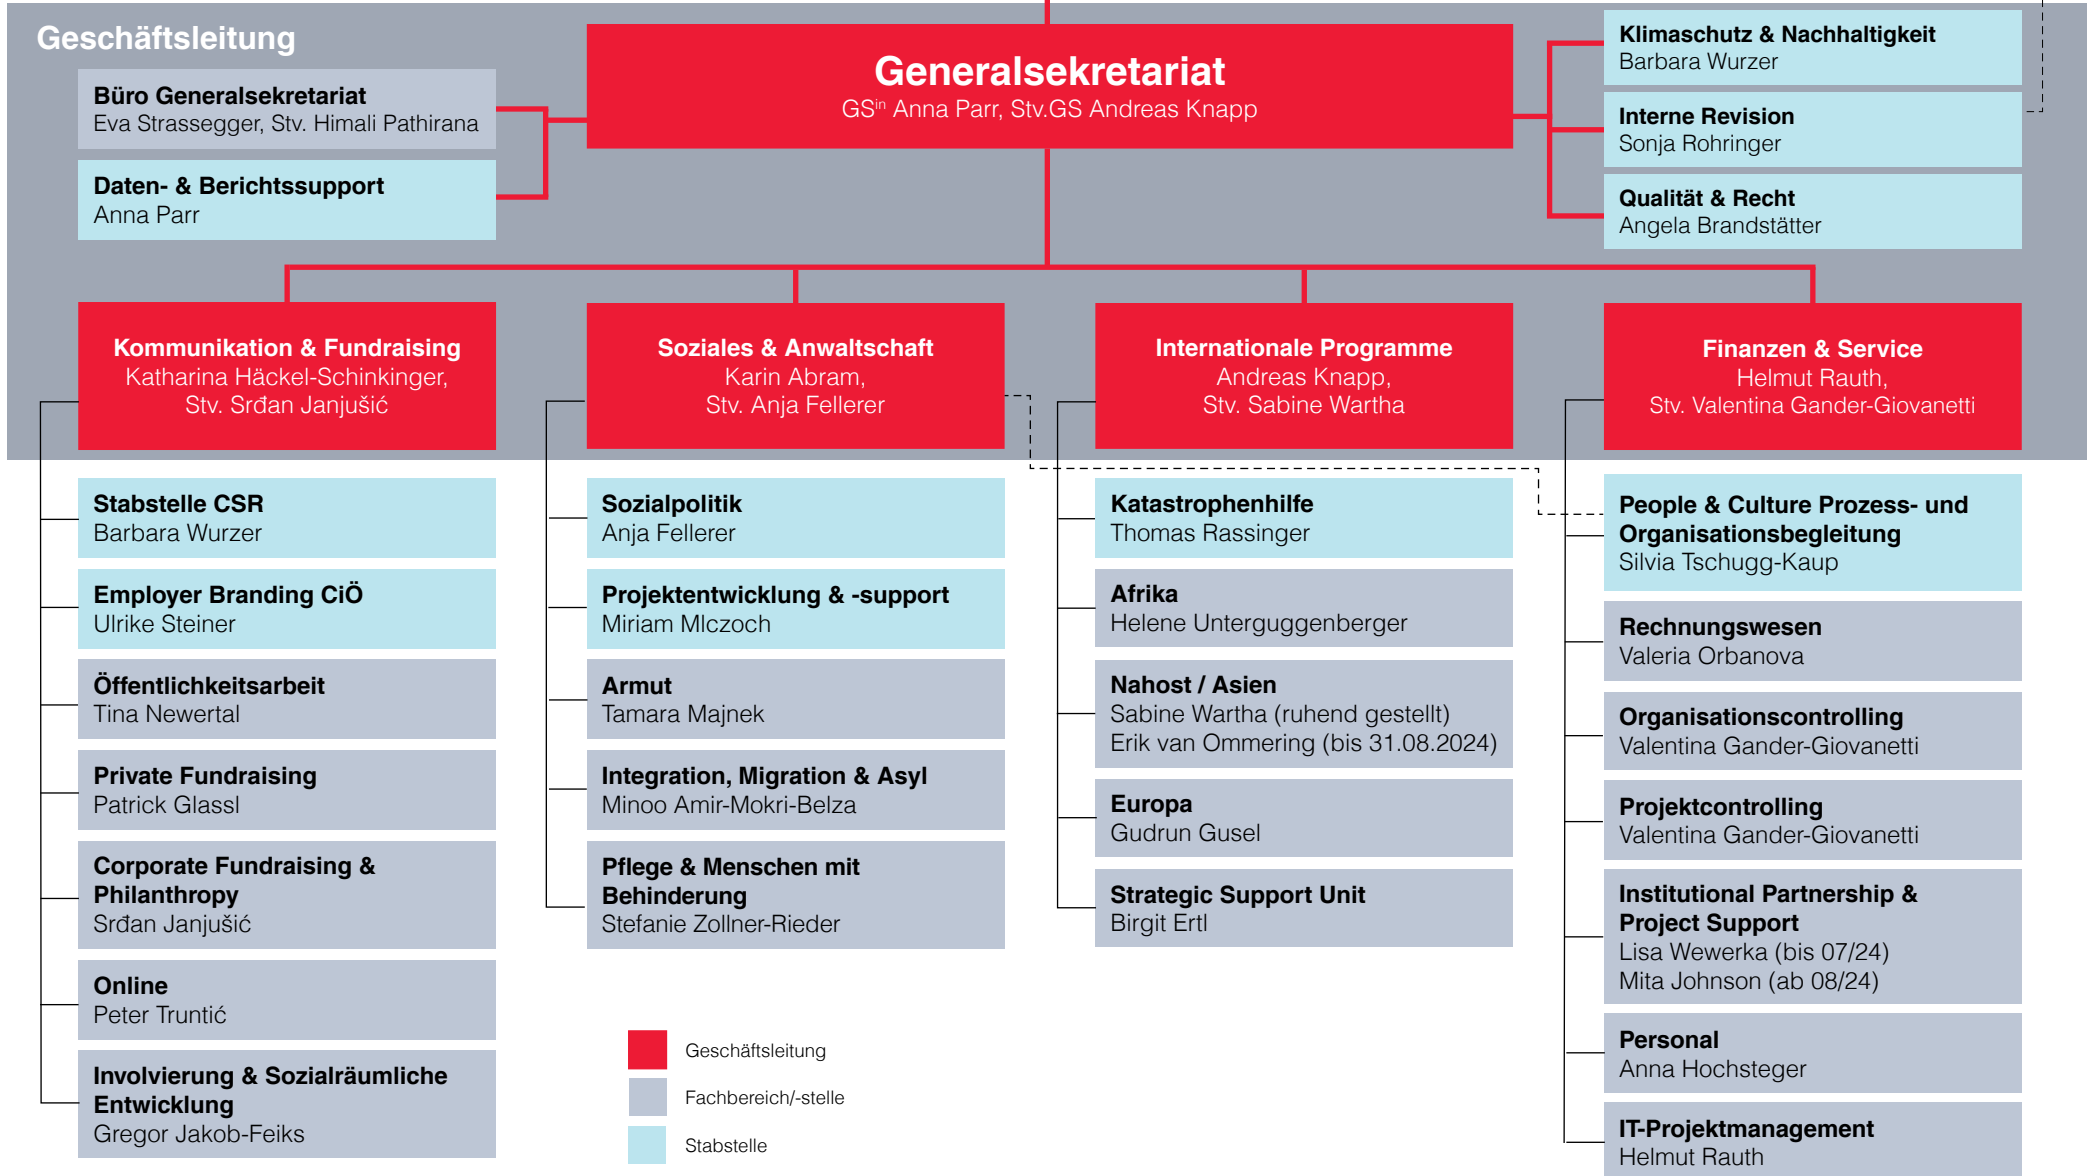 Geschäftsleitung
Büro Generalsekretariat
Eva Strassegger, Stv. Himali Pathirana
Daten- & Berichtssupport
Anna Parr
Generalsekretariat
GSin Anna Parr, Stv.GS Andreas Knapp
Klimaschutz & Nachhaltigkeit
Barbara Wurzer
Interne Revision
Sonja Rohringer
Qualität & Recht
Angela Brandstätter
Kommunikation & Fundraising
Katharina Häckel-Schinkinger,
Stv. Srđan Janjušić
Stabstelle CSR
Barbara Wurzer
Employer Branding CiÖ
Ulrike Steiner
Öffentlichkeitsarbeit
Tina Newertal
Private Fundraising
Patrick Glassl
Corporate Fundraising &
Philanthropy
Srđan Janjušić
Online
Peter Truntić
Involvierung & Sozialräumliche
Entwicklung
Gregor Jakob-Feiks
Soziales & Anwaltschaft
Karin Abram,
Stv. Anja Fellerer
Sozialpolitik
Anja Fellerer
Projektentwicklung & -support
Miriam Mlczoch
Armut
Tamara Majnek
Integration, Migration & Asyl
Minoo Amir-Mokri-Belza
Pflege & Menschen mit
Behinderung
Stefanie Zollner-Rieder
Internationale Programme
Andreas Knapp,
Stv. Sabine Wartha
Katastrophenhilfe
Thomas Rassinger
Afrika
Helene Unterguggenberger
Nahost / Asien
Sabine Wartha (ruhend gestellt)
Erik van Ommering (bis 31.08.2024)
Europa
Gudrun Gusel
Strategic Support Unit
Birgit Ertl
Finanzen & Service
Helmut Rauth,
Stv. Valentina Gander-Giovanetti
People & Culture Prozess- und
Organisationsbegleitung
Silvia Tschugg-Kaup
Rechnungswesen
Valeria Orbanova
Organisationscontrolling
Valentina Gander-Giovanetti
Projektcontrolling
Valentina Gander-Giovanetti
Institutional Partnership &
Project Support
Lisa Wewerka (bis 07/24)
Mita Johnson (ab 08/24)
Personal
Anna Hochsteger
IT-Projektmanagement
Helmut Rauth
Geschäftsleitung
Fachbereich/-stelle
Stabstelle